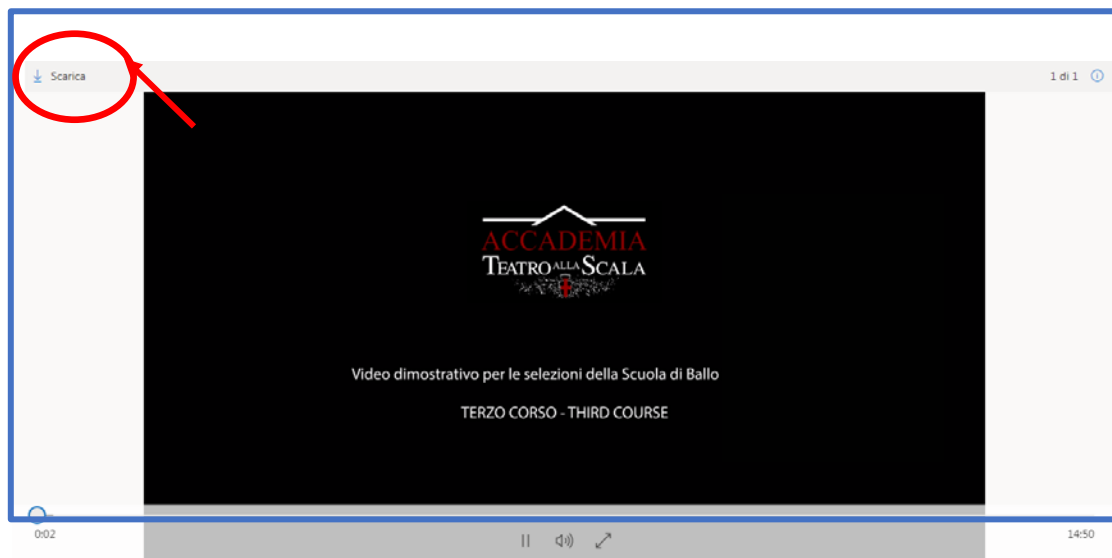 Scarica
1 di 1
ACCADEMIA
TEATRO ALLA SCALA
Video dimostrativo per le selezioni della Scuola di Ballo
TERZO CORSO - THIRD COURSE
0:02
14:50